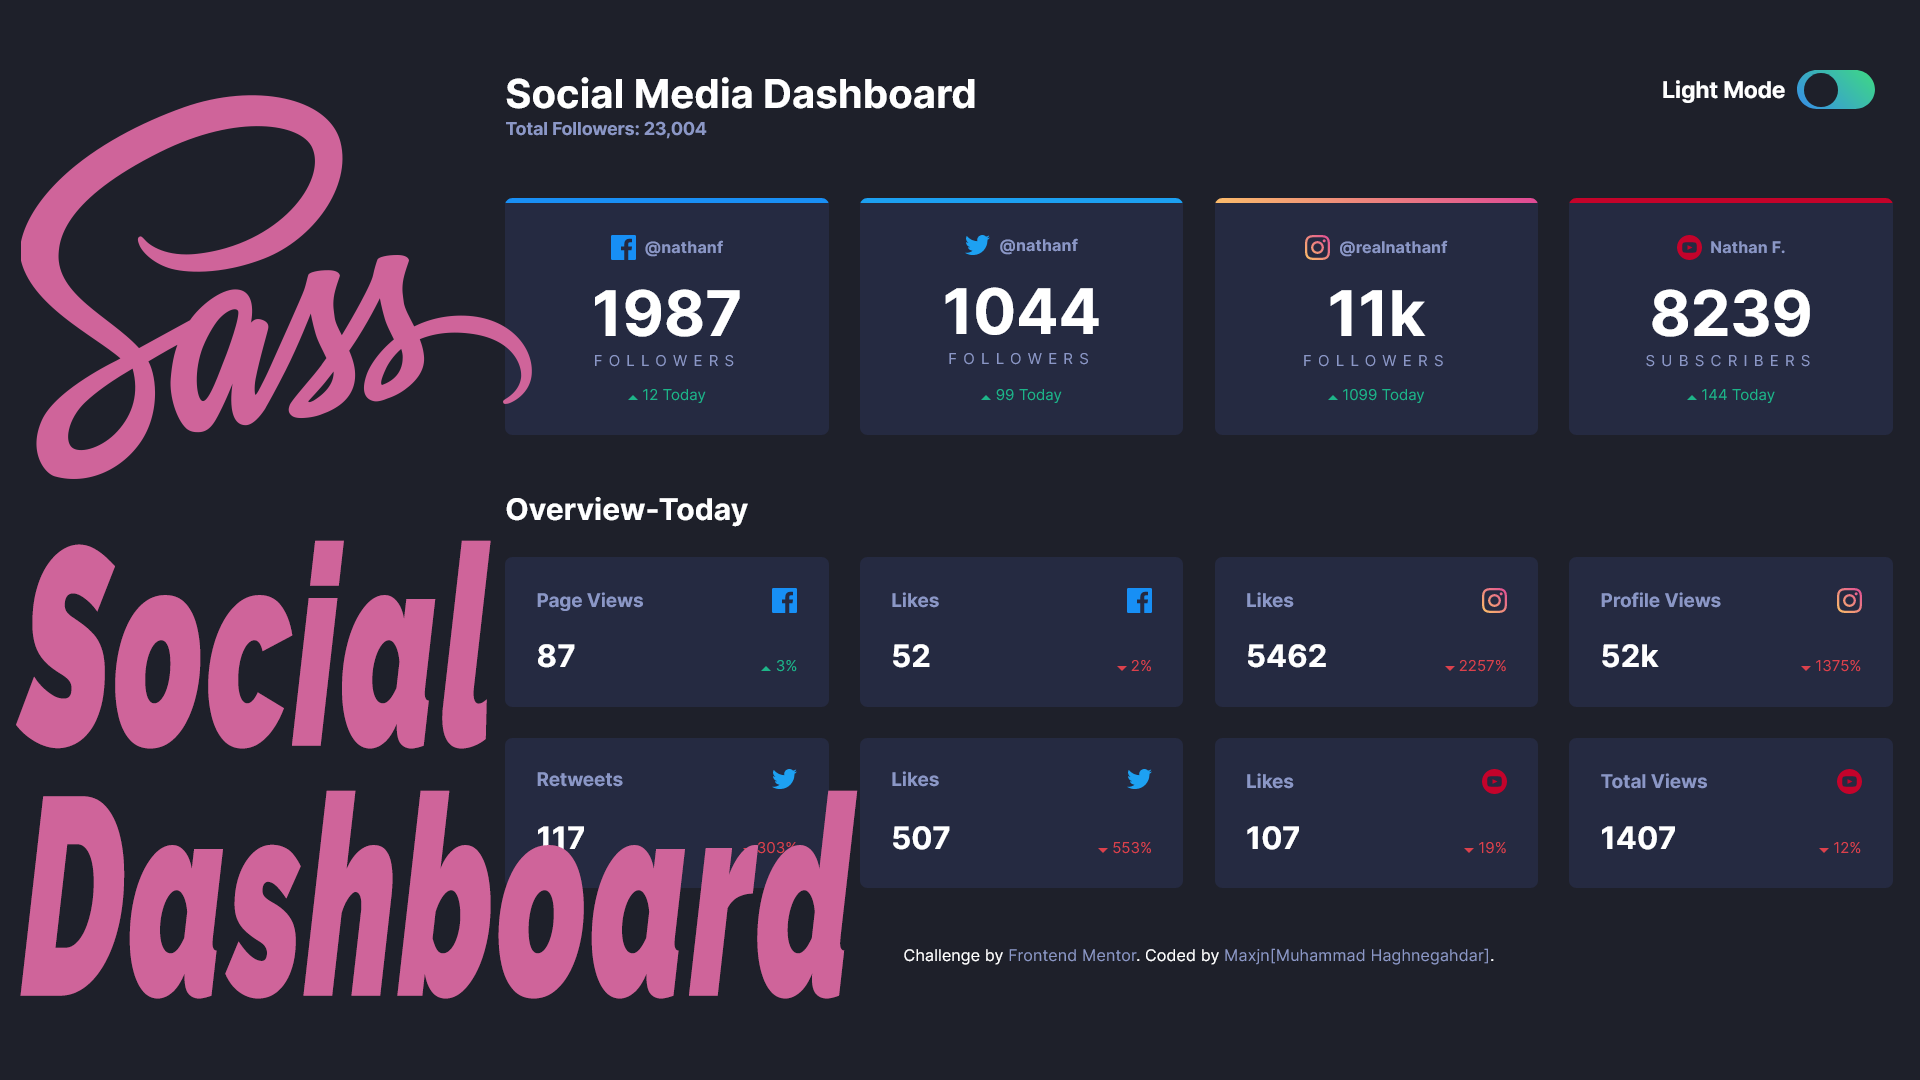 Sass
Social
Dashboard
Social Media Dashboard
Total Followers: 23,004
Light Mode
@nathanf
1987
FOLLOWERS
12 Today
@nathanf
1044
FOLLOWERS
99 Today
@realnathanf
11k
FOLLOWERS
1099 Today
Nathan F.
8239
SUBSCRIBERS
144 Today
Overview-Today
Page Views
87
3%
Likes
52
2%
Likes
5462
2257%
Profile Views
52k
1375%
Retweets
117
303%
Likes
507
553%
Likes
107
19%
Total Views
1407
12%
Challenge by Frontend Mentor. Coded by Maxjn[Muhammad Haghnegahdar].